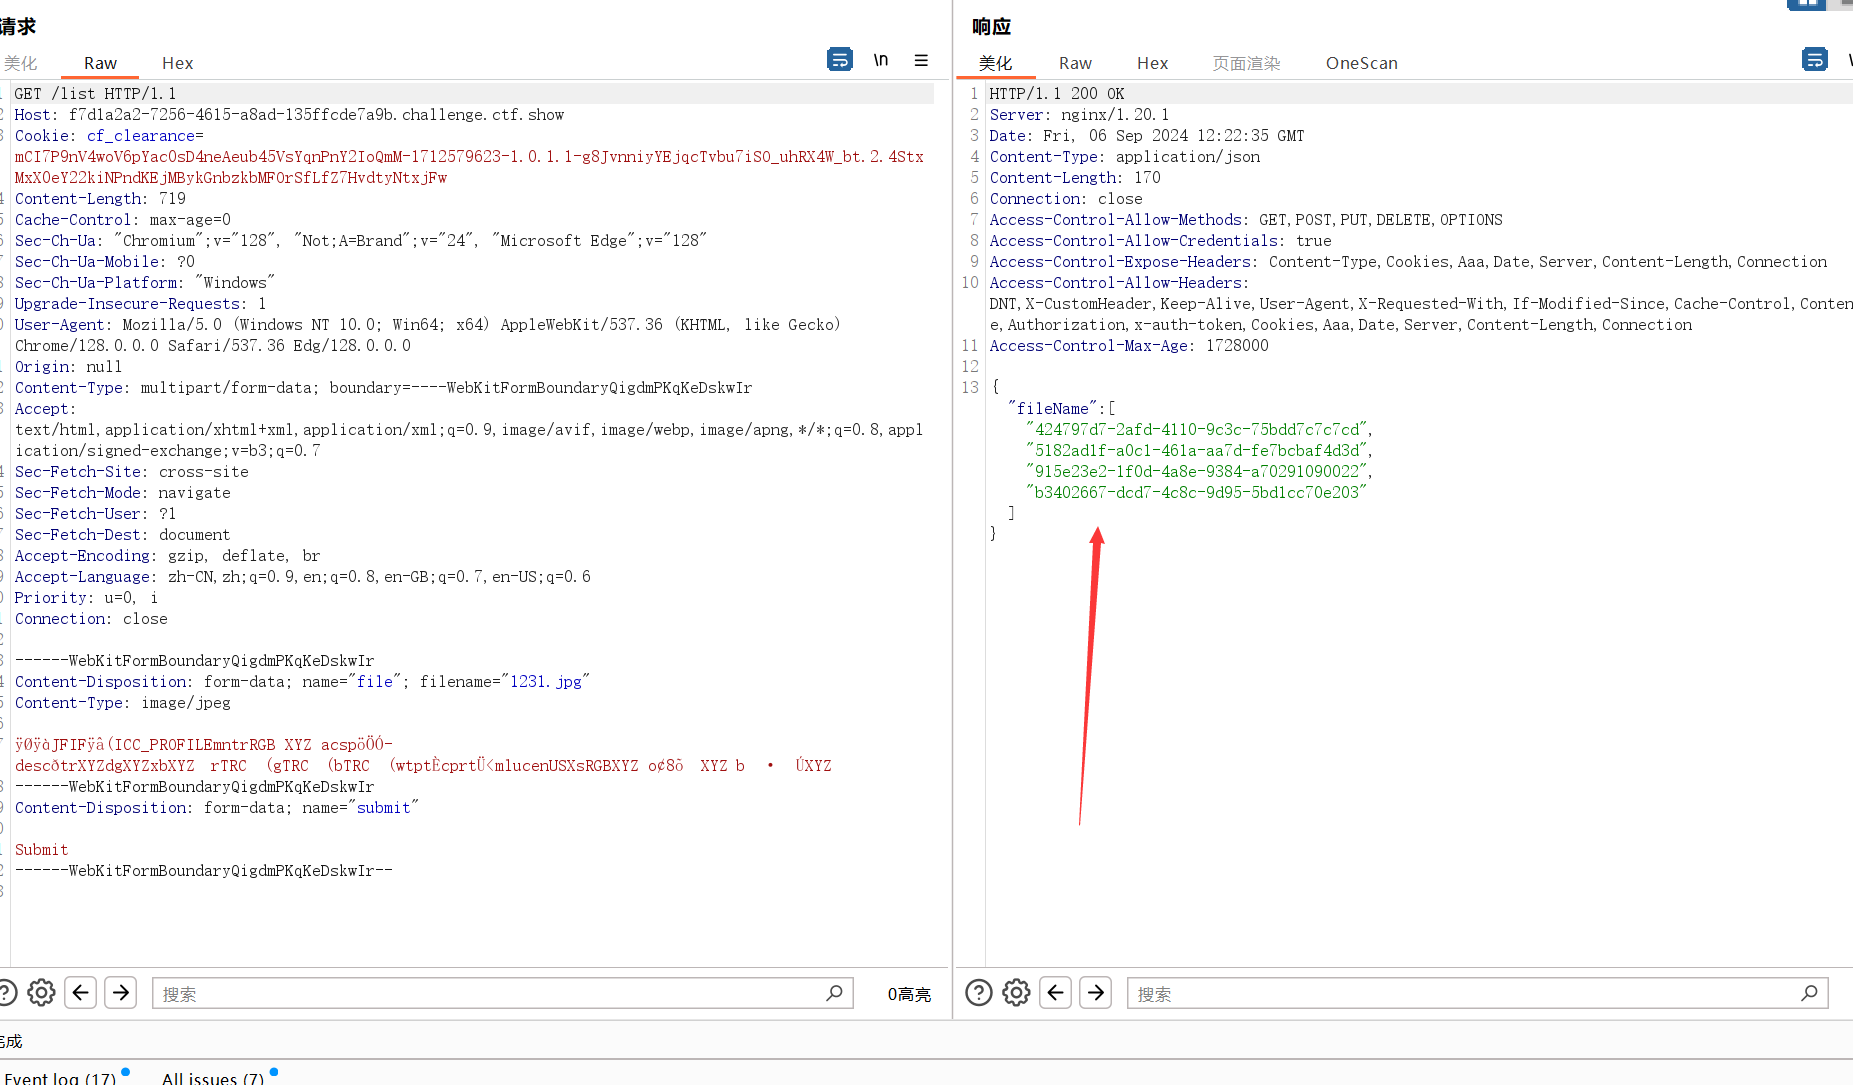 请求
美化 Raw Hex \n
GET /list HTTP/1.1
Host: f7d1a2a2-7256-4615-a8ad-135ffcde7a9b.challenge.ctf.show
Cookie: cf_clearance=
mCI7P9nV4woV6pYacOsD4neAeub45VsYqnPnY2IoQmM-1712579623-1.0.1.1-g8JvnniyYEjqcTvbu7iSO_uhRX4W_bt.2.4Stx
MxX0eY22kiNPndKEjMBykGnbzkbMFOrSfLfZ7HvdtyNtxjFw
Content-Length: 719
Cache-Control: max-age=0
Sec-Ch-Ua: "Chromium";v="128", "Not;A=Brand";v="24", "Microsoft Edge";v="128"
Sec-Ch-Ua-Mobile: ?0
Sec-Ch-Ua-Platform: "Windows"
Upgrade-Insecure-Requests: 1
User-Agent: Mozilla/5.0 (Windows NT 10.0; Win64; x64) AppleWebKit/537.36 (KHTML, like Gecko)
Chrome/128.0.0.0 Safari/537.36 Edg/128.0.0.0
Origin: null
Content-Type: multipart/form-data; boundary=----WebKitFormBoundaryQigdmPKqKeDskwIr
Accept:
text/html,application/xhtml+xml,application/xml;q=0.9,image/avif,image/webp,image/apng,*/*;q=0.8,appl
ication/signed-exchange;v=b3;q=0.7
Sec-Fetch-Site: cross-site
Sec-Fetch-Mode: navigate
Sec-Fetch-User: ?1
Sec-Fetch-Dest: document
Accept-Encoding: gzip, deflate, br
Accept-Language: zh-CN,zh;q=0.9,en;q=0.8,en-GB;q=0.7,en-US;q=0.6
Priority: u=0, i
Connection: close
------WebKitFormBoundaryQigdmPKqKeDskwIr
Content-Disposition: form-data; name="file"; filename="1231.jpg"
Content-Type: image/jpeg
ÿØÿàJFIFÿâ(ICC_PROFILEmntrRGB XYZ acspöÖÓ-
descðtrXYZdgXYZxbXYZ rTRC (gTRC (bTRC (wtptÈcprtÜ<mlucenUSXsRGBXYZ o¢8õ XYZ b • ÚXYZ
------WebKitFormBoundaryQigdmPKqKeDskwIr
Content-Disposition: form-data; name="submit"
Submit
------WebKitFormBoundaryQigdmPKqKeDskwIr--
搜索 0高亮
响应
美化 Raw Hex 页面渲染 OneScan
1 HTTP/1.1 200 OK
2 Server: nginx/1.20.1
3 Date: Fri, 06 Sep 2024 12:22:35 GMT
4 Content-Type: application/json
5 Content-Length: 170
6 Connection: close
7 Access-Control-Allow-Methods: GET,POST,PUT,DELETE,OPTIONS
8 Access-Control-Allow-Credentials: true
9 Access-Control-Expose-Headers: Content-Type,Cookies,Aaa,Date,Server,Content-Length,Connection
10 Access-Control-Allow-Headers:
DNT,X-CustomHeader,Keep-Alive,User-Agent,X-Requested-With,If-Modified-Since,Cache-Control,Conten
e,Authorization,x-auth-token,Cookies,Aaa,Date,Server,Content-Length,Connection
11 Access-Control-Max-Age: 1728000
12
13 {
"fileName":[
"424797d7-2afd-4110-9c3c-75bdd7c7c7cd",
"5182ad1f-a0c1-461a-aa7d-fe7bcbaf4d3d",
"915e23e2-1f0d-4a8e-9384-a70291090022",
"b3402667-dcd7-4c8c-9d95-5bd1cc70e203"
]
}
搜索
完成
Event log (17) All issues (7)